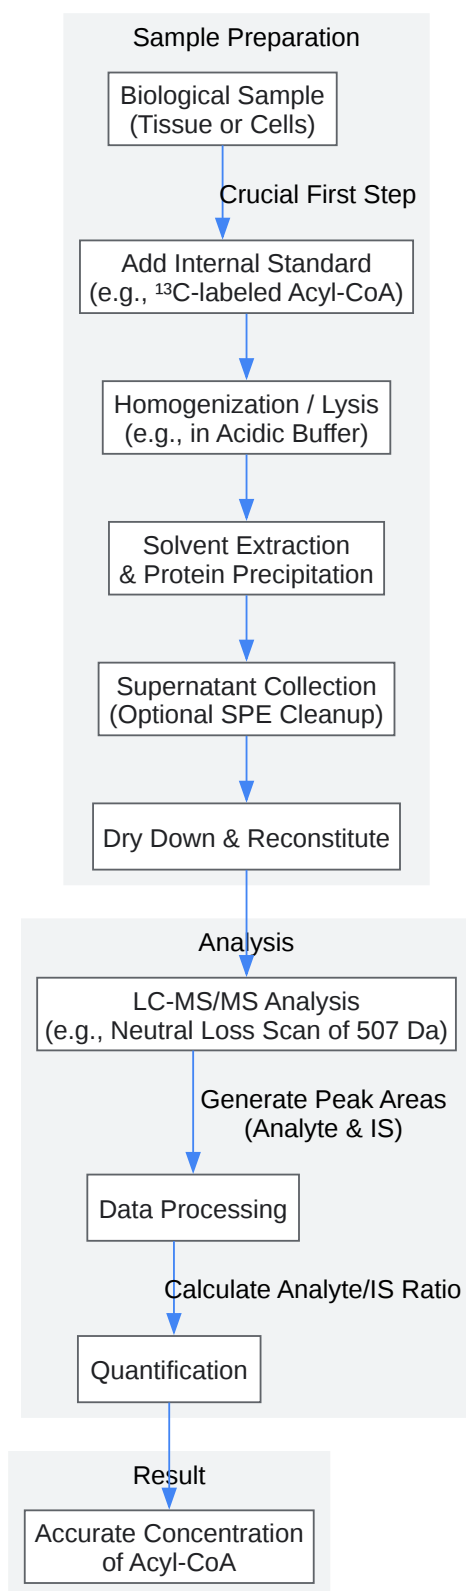 Sample Preparation
Biological Sample
(Tissue or Cells)
Crucial First Step
Add Internal Standard
(e.g., ¹³C-labeled Acyl-CoA)
Homogenization / Lysis
(e.g., in Acidic Buffer)
Solvent Extraction
& Protein Precipitation
Supernatant Collection
(Optional SPE Cleanup)
Dry Down & Reconstitute
Analysis
LC-MS/MS Analysis
(e.g., Neutral Loss Scan of 507 Da)
Generate Peak Areas
(Analyte & IS)
Data Processing
Calculate Analyte/IS Ratio
Quantification
Result
Accurate Concentration
of Acyl-CoA